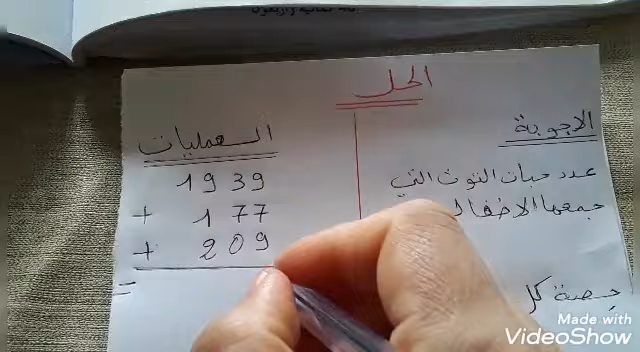 الحل
الاجوبة
عدد حبات التوت التي
جمعها الاطفال
حصة كل
العمليات
1939
+ 177
+ 209
=
Made with
VideoShow